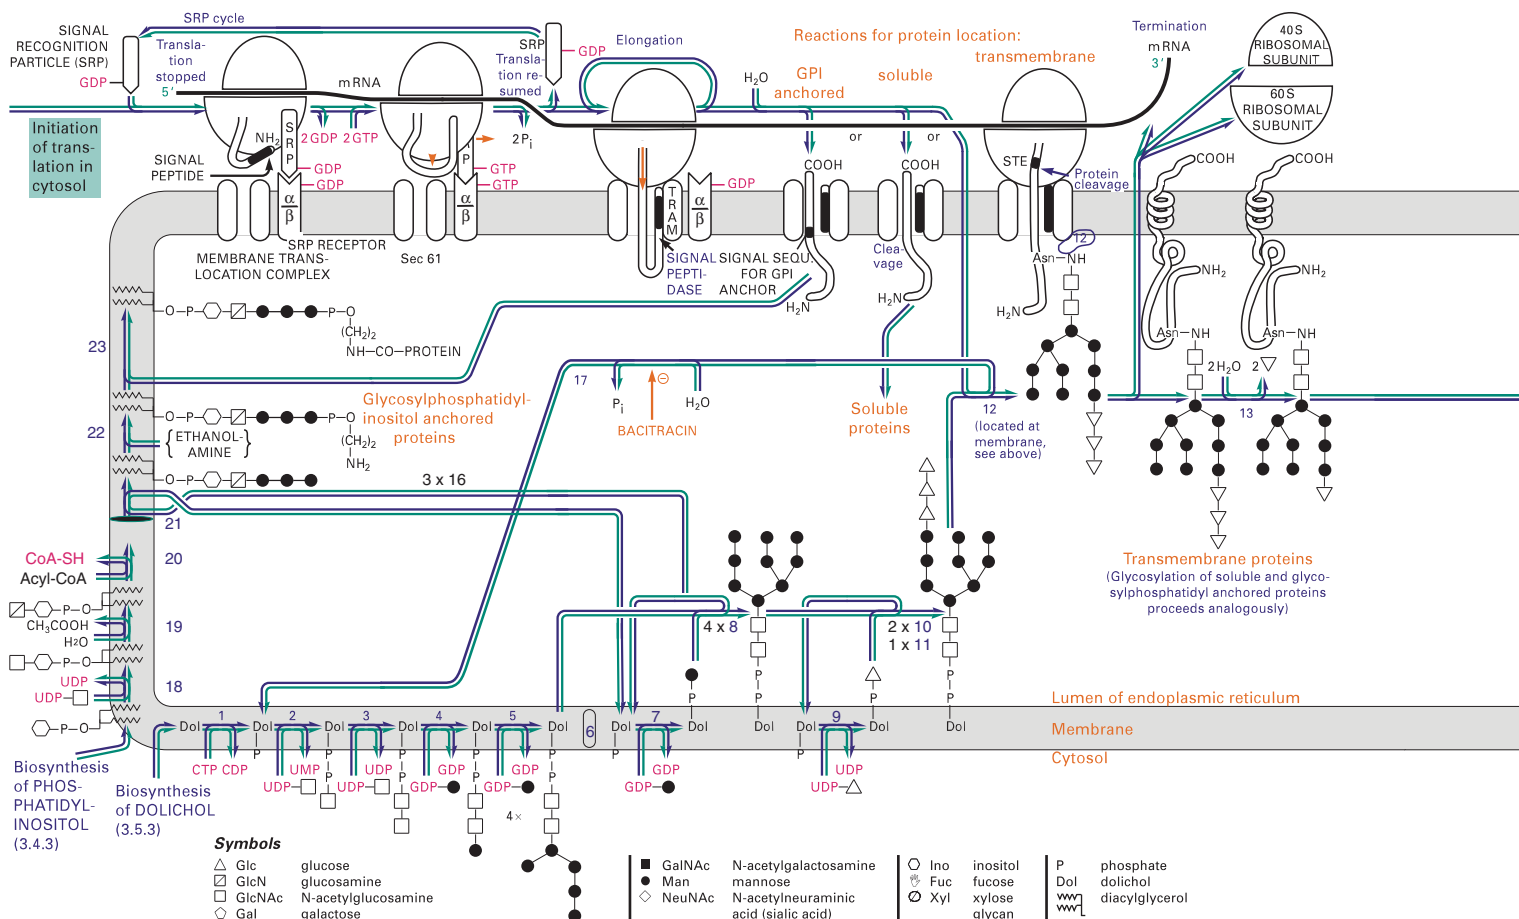 SRP cycle
SIGNAL
RECOGNITION
PARTICLE (SRP)
GDP
Transla-
tion
stopped
5′
mRNA
SRP
GDP
Transla-
tion re-
sumed
Elongation
Reactions for protein location:
transmembrane
GPI
anchored
soluble
H₂O
Termination
mRNA
3′
40S
RIBOSOMAL
SUBUNIT
60S
RIBOSOMAL
SUBUNIT
Initiation
of trans-
lation in
cytosol
NH₂
SIGNAL
PEPTIDE
S
R
P
2GDP
2GTP
GDP
GDP
P
GTP
GTP
2Pi
or
or
COOH
COOH
STE
Protein
cleavage
COOH
COOH
α
β
α
β
T
R
A
M
α
β
GDP
SRP RECEPTOR
MEMBRANE TRANS-
LOCATION COMPLEX
Sec 61
SIGNAL
PEPTI-
DASE
SIGNAL SEQU.
FOR GPI
ANCHOR
H₂N
Clea-
vage
H₂N
12
Asn
NH
H₂N
NH₂
NH₂
Asn
NH
Asn
NH
O
P
P
O
(CH₂)₂
NH—CO—PROTEIN
23
17
Pi
⊖
H₂O
BACITRACIN
Glycosylphosphatidyl-
inositol anchored
proteins
Soluble
proteins
12
(located at
membrane,
see above)
2H₂O
2
13
O
P
P
O
(CH₂)₂
NH₂
22
ETHANOL-
AMINE
O
P
3 x 16
21
20
CoA-SH
Acyl-CoA
P
O
CH₃COOH
H₂O
19
P
O
UDP
UDP
18
P
O
Transmembrane proteins
(Glycosylation of soluble and glyco-
sylphosphatidyl anchored proteins
proceeds analogously)
4 x 8
2 x 10
1 x 11
P
P
P
P
P
P
Lumen of endoplasmic reticulum
Membrane
Cytosol
Dol
1
Dol
P
2
Dol
P
P
3
Dol
P
P
4
Dol
P
P
5
Dol
P
P
6
Dol
P
7
Dol
Dol
Dol
P
9
Dol
Dol
CTP CDP
UMP
UDP
UDP
UDP
GDP
GDP
GDP
GDP
4×
GDP
GDP
UDP
UDP
Biosynthesis
of PHOS-
PHATIDYL-
INOSITOL
(3.4.3)
Biosynthesis
of DOLICHOL
(3.5.3)
Symbols
Glc glucose
GlcN glucosamine
GlcNAc N-acetylglucosamine
Gal galactose
GalNAc N-acetylgalactosamine
Man mannose
NeuNAc N-acetylneuraminic
acid (sialic acid)
Ino inositol
Fuc fucose
Xyl xylose
glycan
P phosphate
Dol dolichol
diacylglycerol